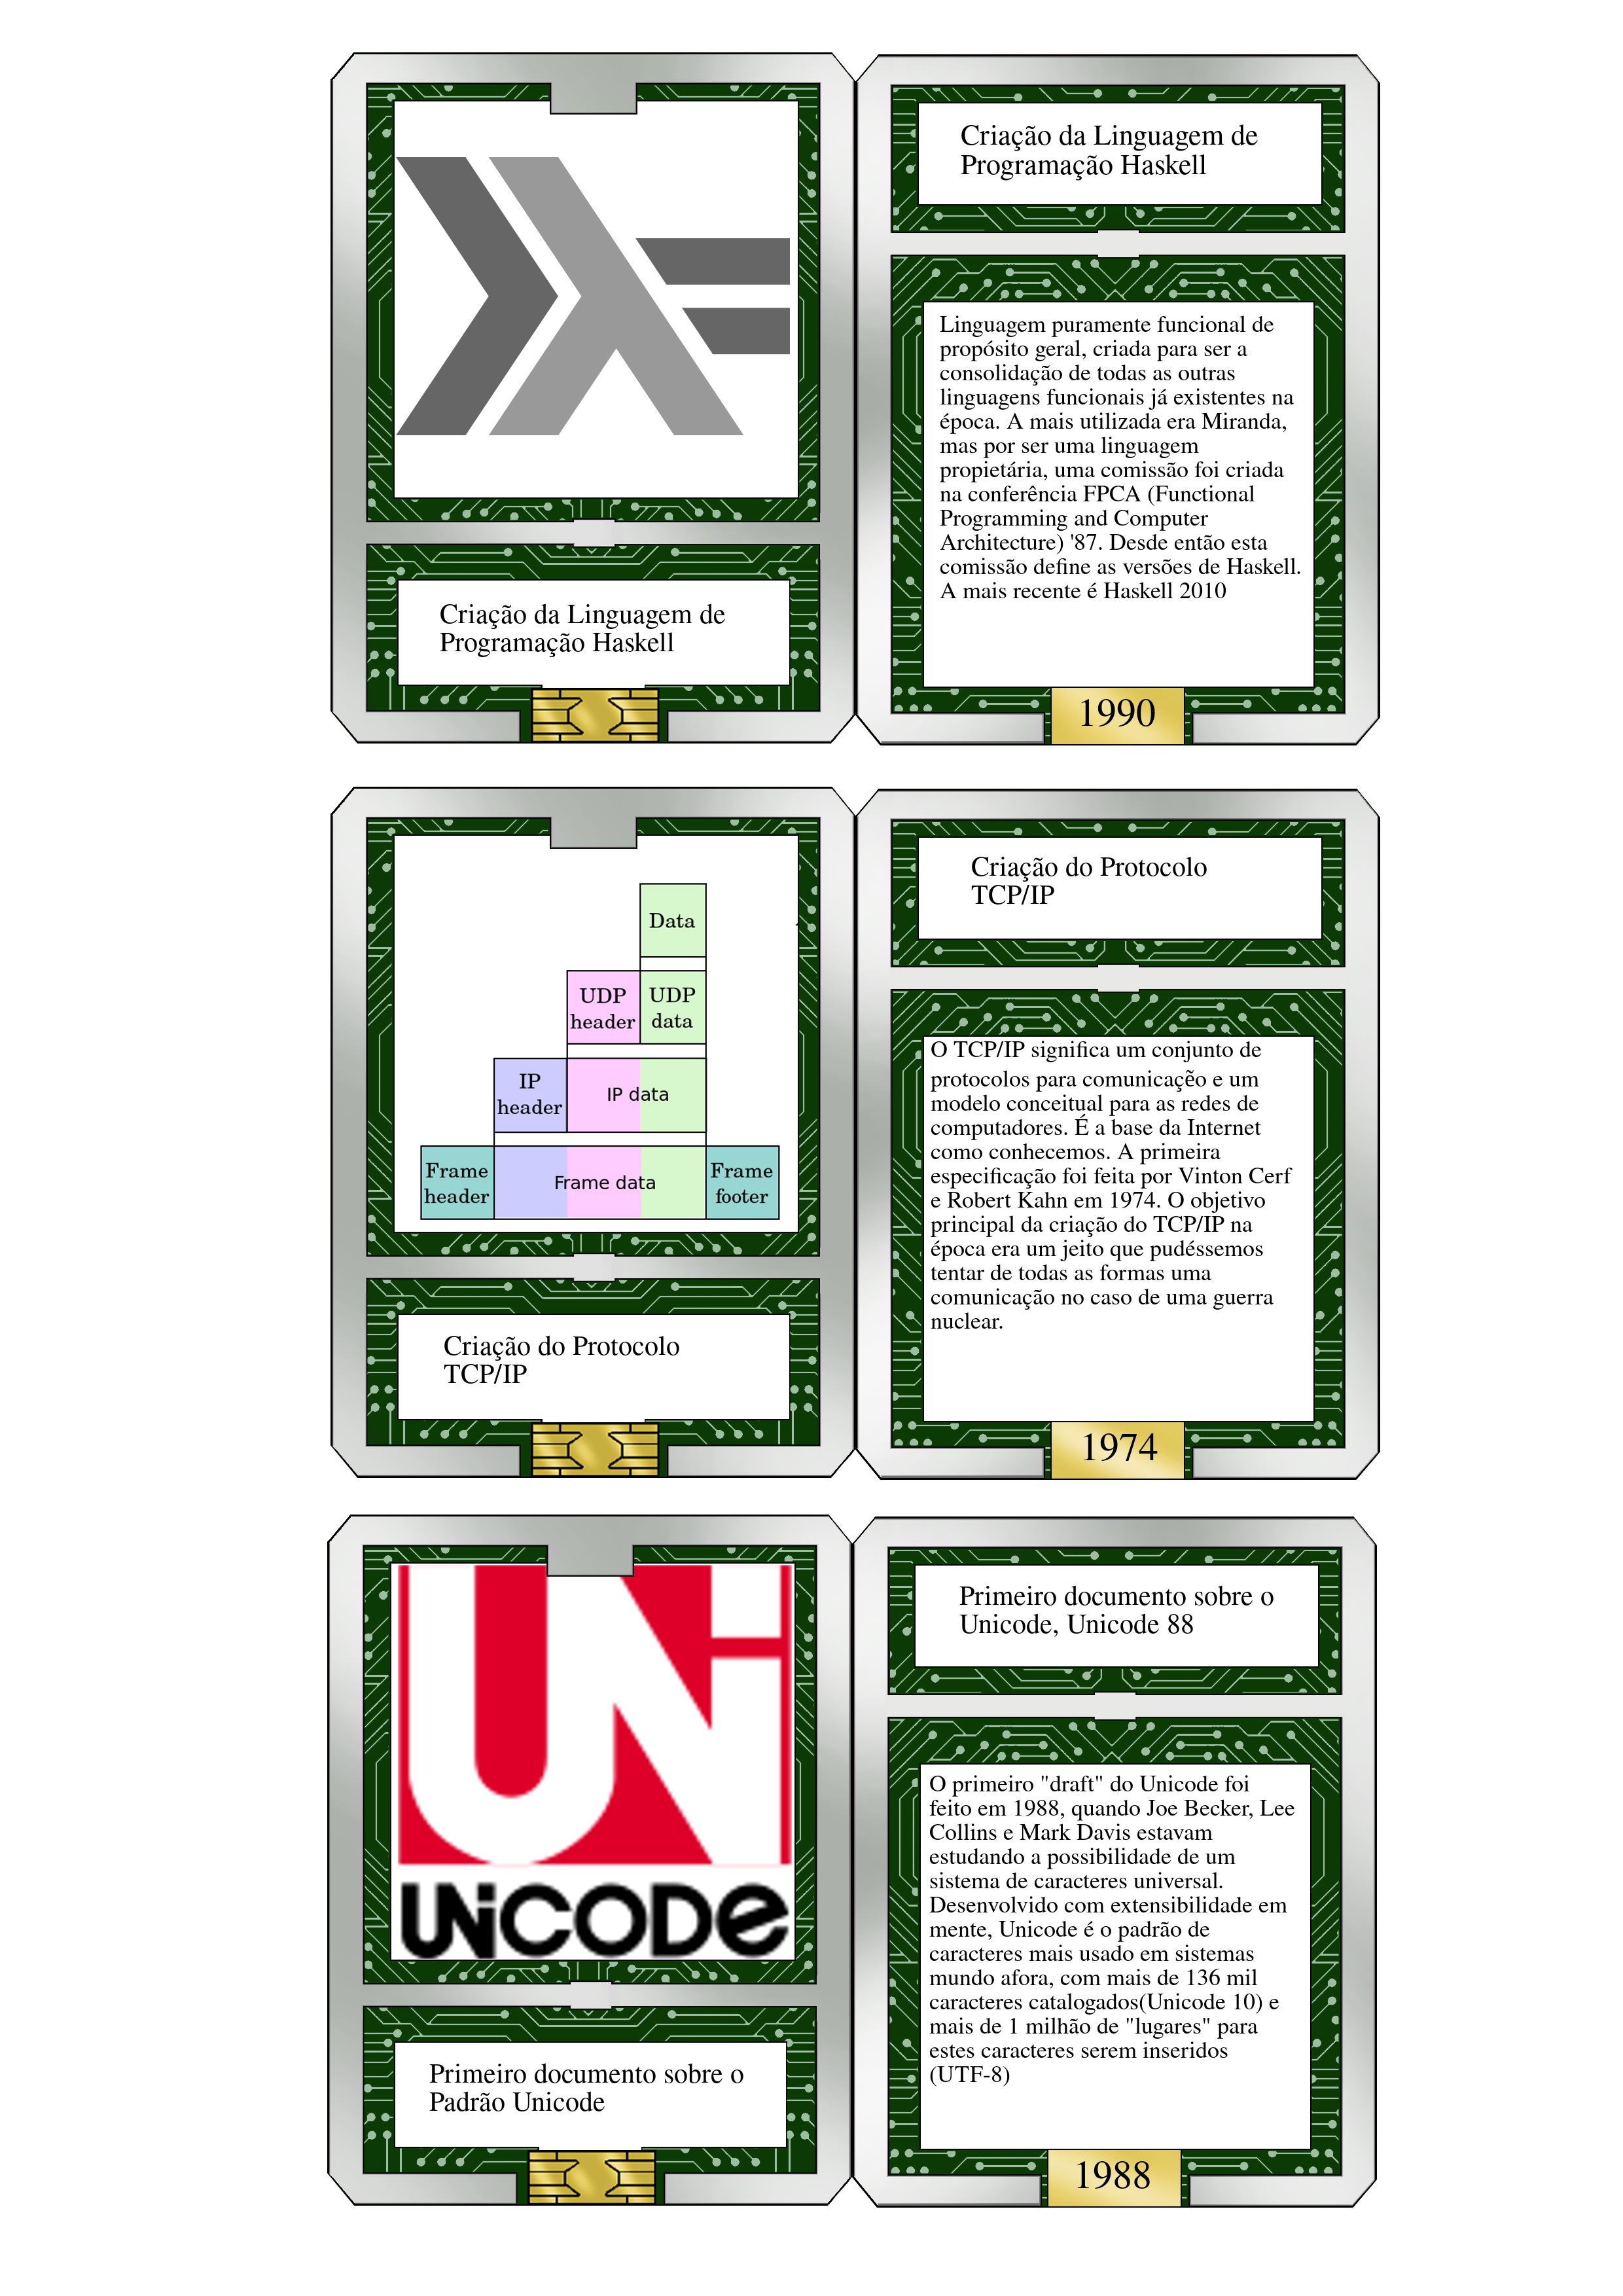 Criação da Linguagem de
Programação Haskell
Criação da Linguagem de
Programação Haskell
Linguagem puramente funcional de
propósito geral, criada para ser a
consolidação de todas as outras
linguagens funcionais já existentes na
época. A mais utilizada era Miranda,
mas por ser uma linguagem
propietária, uma comissão foi criada
na conferência FPCA (Functional
Programming and Computer
Architecture) '87. Desde então esta
comissão define as versões de Haskell.
A mais recente é Haskell 2010
1990
Data
UDP header
UDP data
IP header
IP data
Frame header
Frame data
Frame footer
Criação do Protocolo
TCP/IP
Criação do Protocolo
TCP/IP
O TCP/IP significa um conjunto de
protocolos para comunicação e um
modelo conceitual para as redes de
computadores. É a base da Internet
como conhecemos. A primeira
especificação foi feita por Vinton Cerf
e Robert Kahn em 1974. O objetivo
principal da criação do TCP/IP na
época era um jeito que pudéssemos
tentar de todas as formas uma
comunicação no caso de uma guerra
nuclear.
1974
UNi
UNiCODe
Primeiro documento sobre o
Padrão Unicode
Primeiro documento sobre o
Unicode, Unicode 88
O primeiro "draft" do Unicode foi
feito em 1988, quando Joe Becker, Lee
Collins e Mark Davis estavam
estudando a possibilidade de um
sistema de caracteres universal.
Desenvolvido com extensibilidade em
mente, Unicode é o padrão de
caracteres mais usado em sistemas
mundo afora, com mais de 136 mil
caracteres catalogados(Unicode 10) e
mais de 1 milhão de "lugares" para
estes caracteres serem inseridos
(UTF-8)
1988